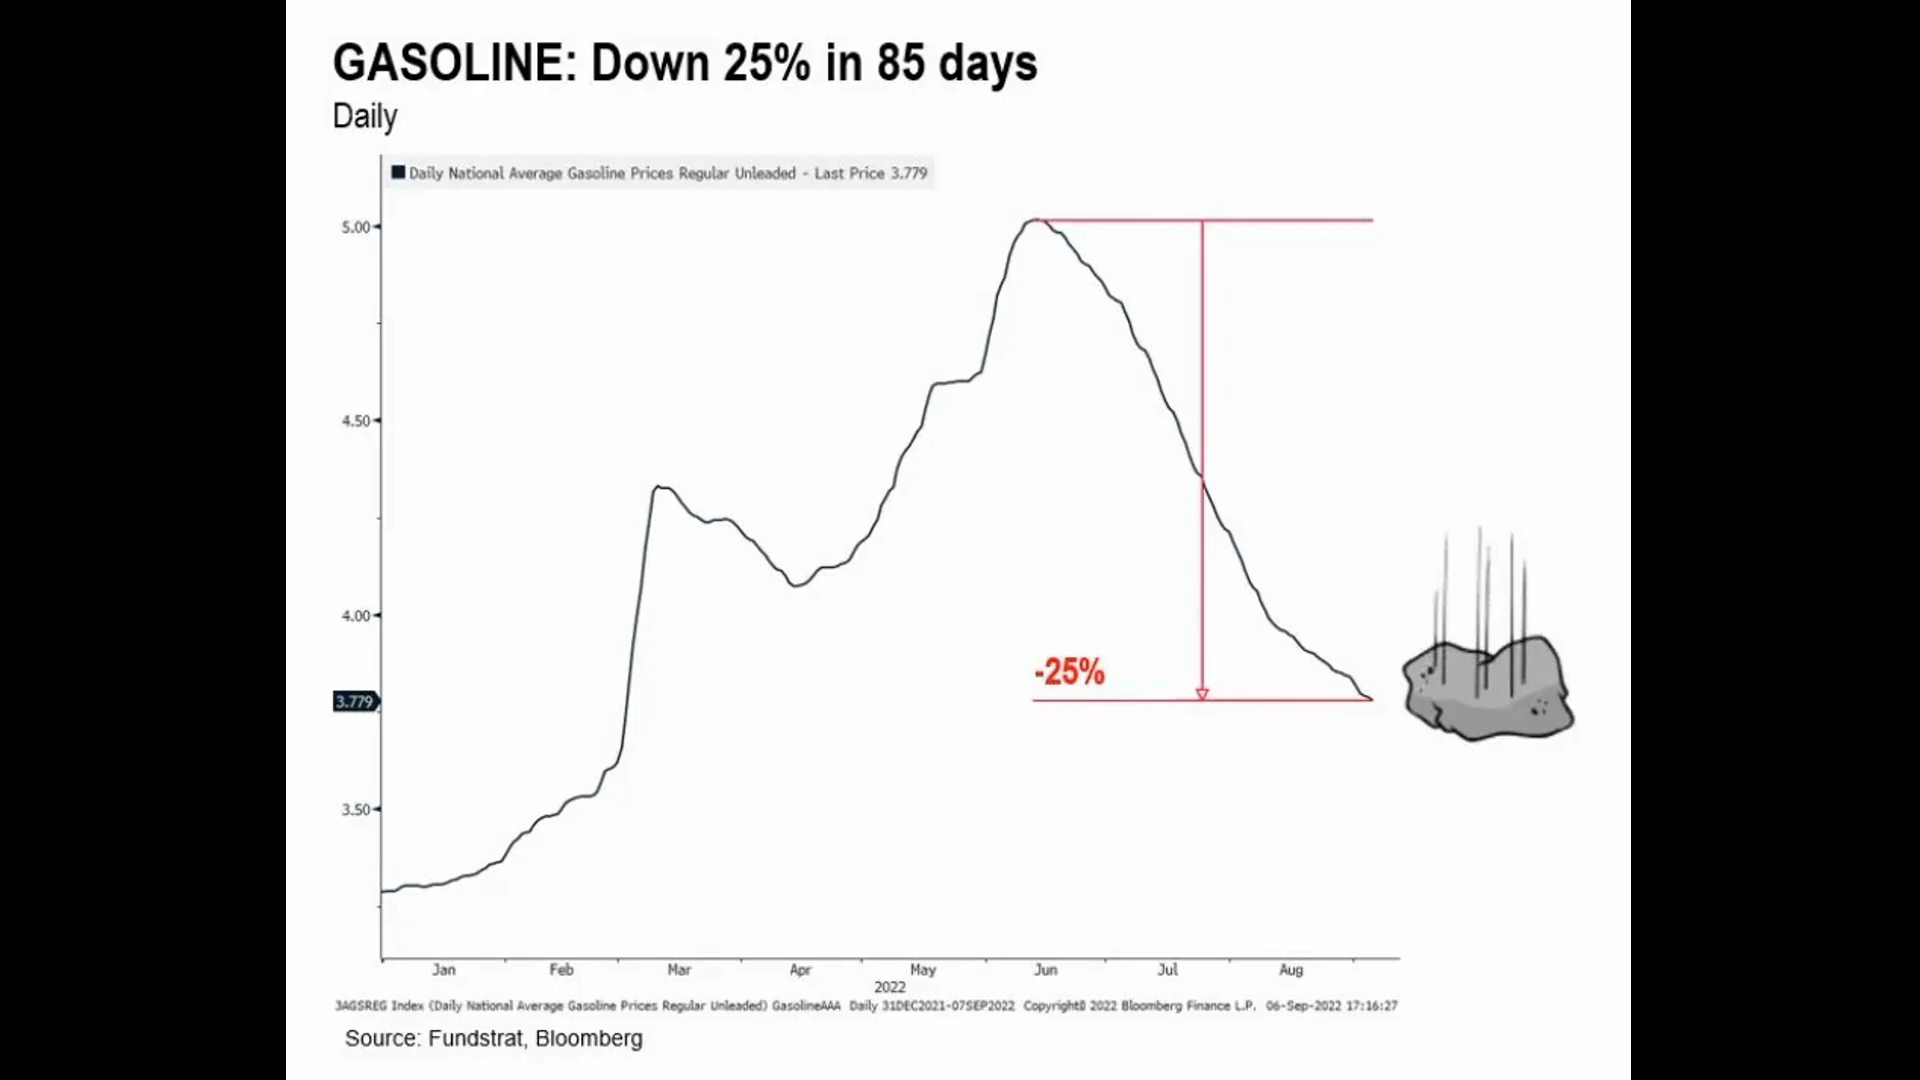 GASOLINE: Down 25% in 85 days
Daily
Daily National Average Gasoline Prices Regular Unleaded - Last Price 3.779
5.00
4.50
4.00
-25%
3.779
3.50
Jan Feb Mar Apr May Jun Jul Aug
2022
3AGSREG Index (Daily National Average Gasoline Prices Regular Unleaded) GasolineAAA Daily 31DEC2021-07SEP2022 Copyright© 2022 Bloomberg Finance L.P. 06-Sep-2022 17:16:27
Source: Fundstrat, Bloomberg